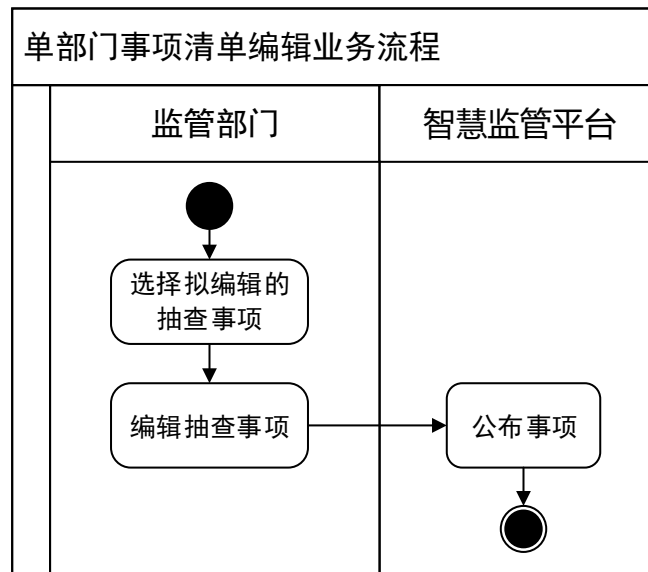 单部门事项清单编辑业务流程
监管部门
智慧监管平台
选择拟编辑的
抽查事项
编辑抽查事项
公布事项